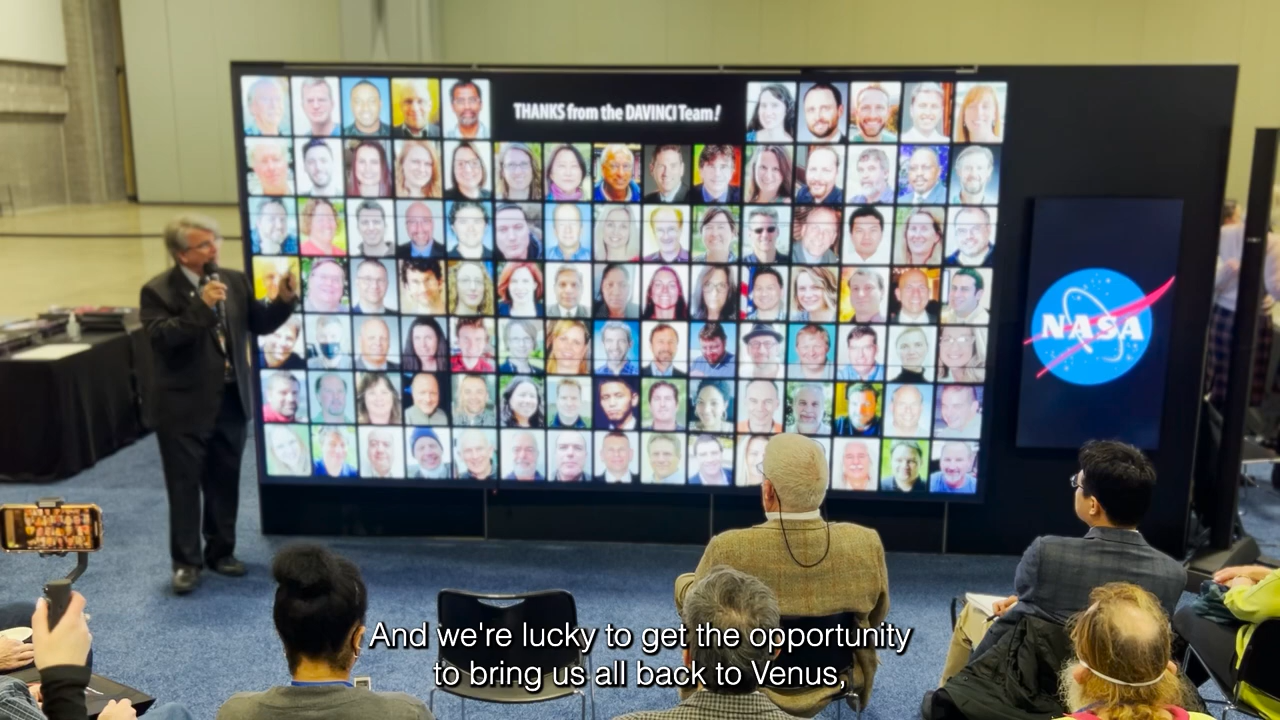 THANKS from the DAVINCI Team!
NASA
And we're lucky to get the opportunity
to bring us all back to Venus,